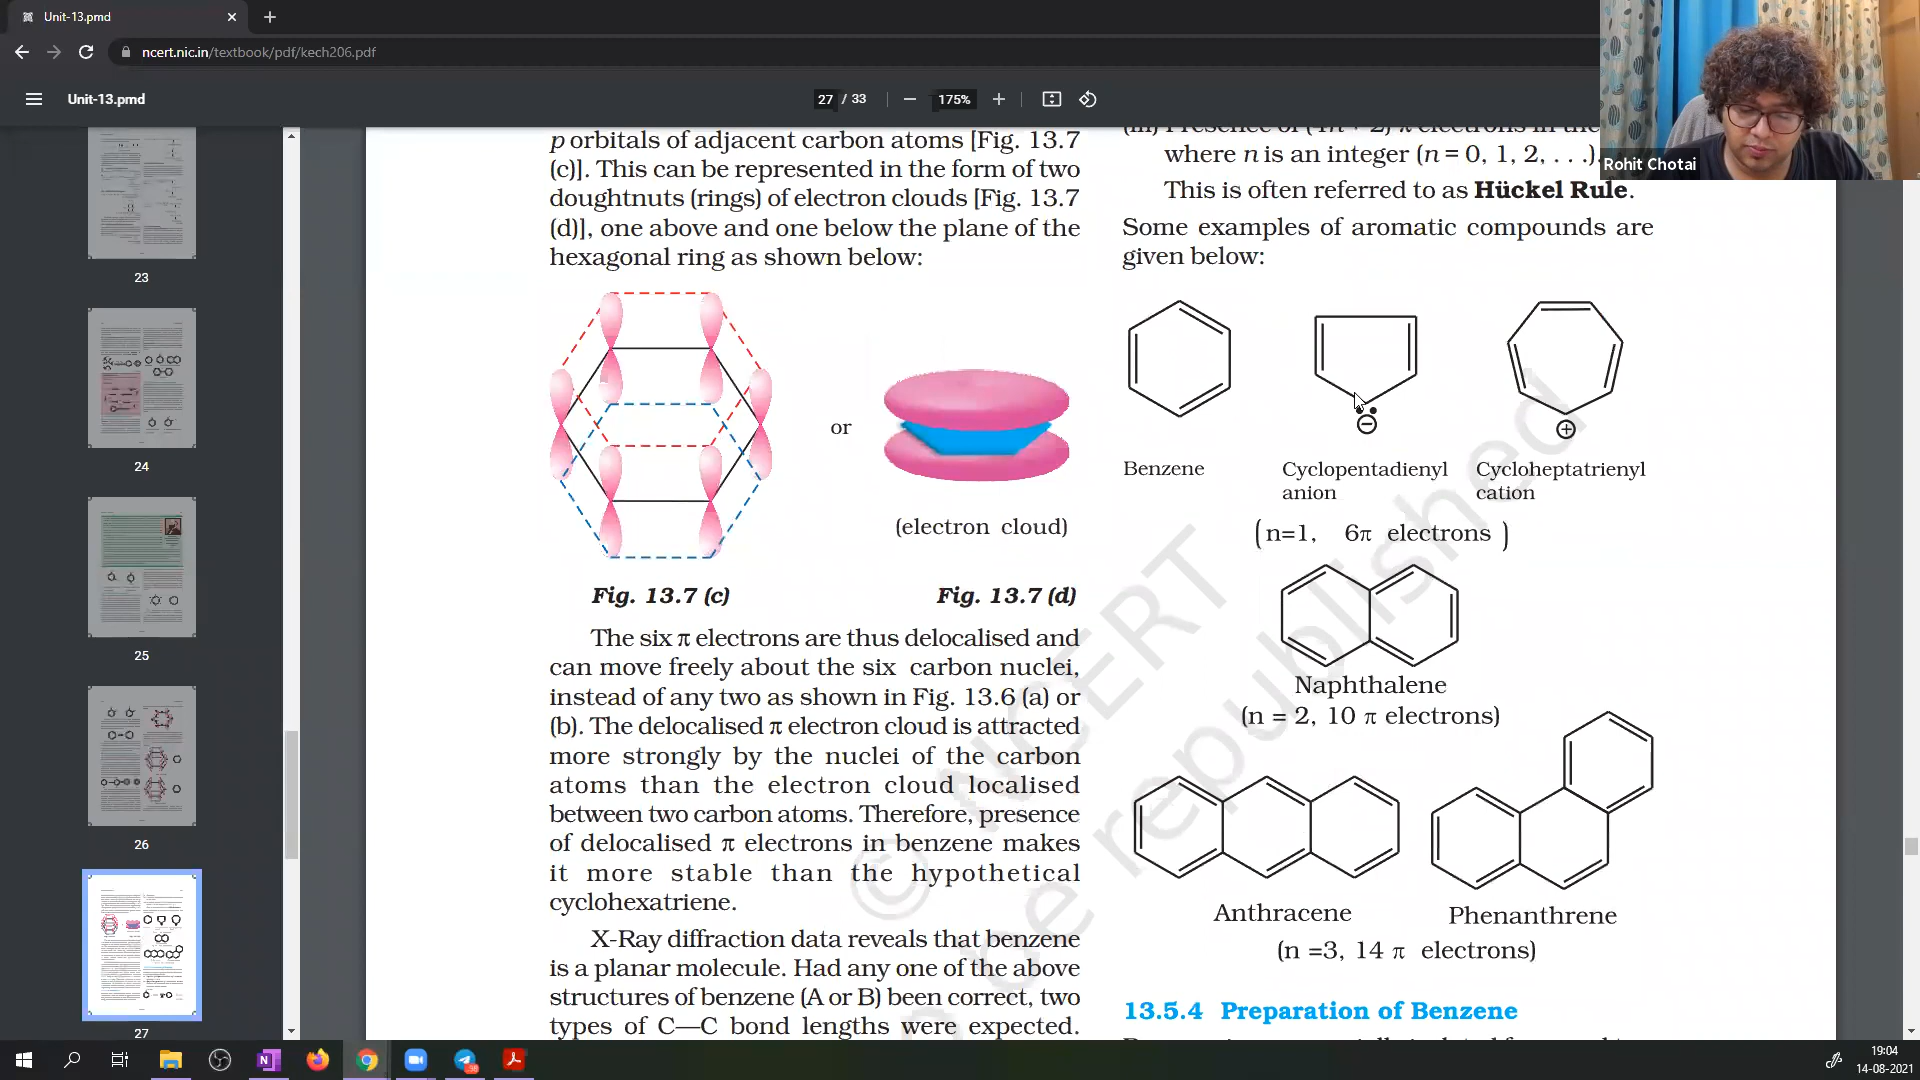 Unit-13.pmd
ncert.nic.in/textbook/pdf/kech206.pdf
Unit-13.pmd
27 / 33
175%
Rohit Chotai
23
24
25
26
27
p orbitals of adjacent carbon atoms [Fig. 13.7
(c)]. This can be represented in the form of two
doughtnuts (rings) of electron clouds [Fig. 13.7
(d)], one above and one below the plane of the
hexagonal ring as shown below:
or
(electron cloud)
Fig. 13.7 (c)
Fig. 13.7 (d)
The six π electrons are thus delocalised and
can move freely about the six carbon nuclei,
instead of any two as shown in Fig. 13.6 (a) or
(b). The delocalised π electron cloud is attracted
more strongly by the nuclei of the carbon
atoms than the electron cloud localised
between two carbon atoms. Therefore, presence
of delocalised π electrons in benzene makes
it more stable than the hypothetical
cyclohexatriene.
X-Ray diffraction data reveals that benzene
is a planar molecule. Had any one of the above
structures of benzene (A or B) been correct, two
types of C—C bond lengths were expected.
(iii) Presence of (4n + 2) π electrons in the
where n is an integer (n = 0, 1, 2, . . .).
This is often referred to as Hückel Rule.
Some examples of aromatic compounds are
given below:
Benzene
Cyclopentadienyl
anion
Cycloheptatrienyl
cation
(n=1, 6π electrons )
Naphthalene
(n = 2, 10 π electrons)
Anthracene
Phenanthrene
(n =3, 14 π electrons)
13.5.4 Preparation of Benzene
© NCERT
be republished
19:04
14-08-2021